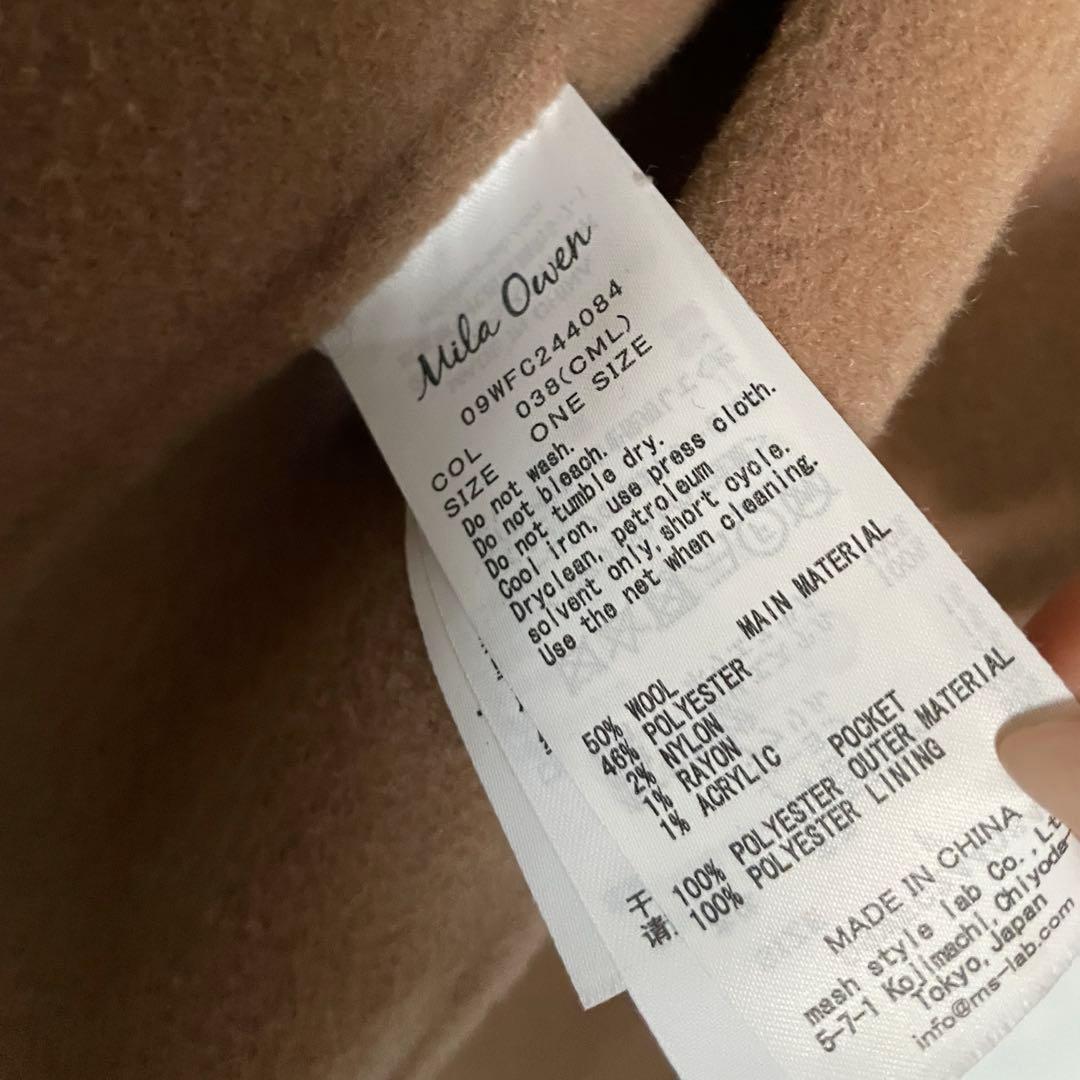 Mila Owen
09WFC244084
COL 038(CML)
SIZE ONE SIZE
Do not wash.
Do not bleach.
Do not tumble dry.
Cool iron, use press cloth.
Dryclean, petroleum
solvent only, short cycle.
Use the net when cleaning.
MAIN MATERIAL
50% WOOL
46% POLYESTER
2% NYLON
1% RAYON
1% ACRYLIC
POCKET
100% POLYESTER OUTER MATERIAL
100% POLYESTER LINING
干
请
MADE IN CHINA
mash style lab Co.,Lt
5-7-1 Kojimachi, Chiyoda-
Tokyo, Japan
info@ms-lab.com